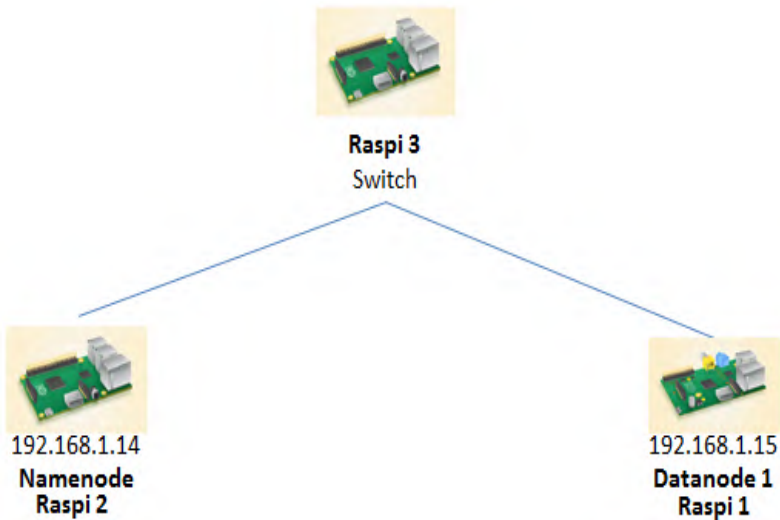 Raspi 3
Switch
192.168.1.14
Namenode
Raspi 2
192.168.1.15
Datanode 1
Raspi 1